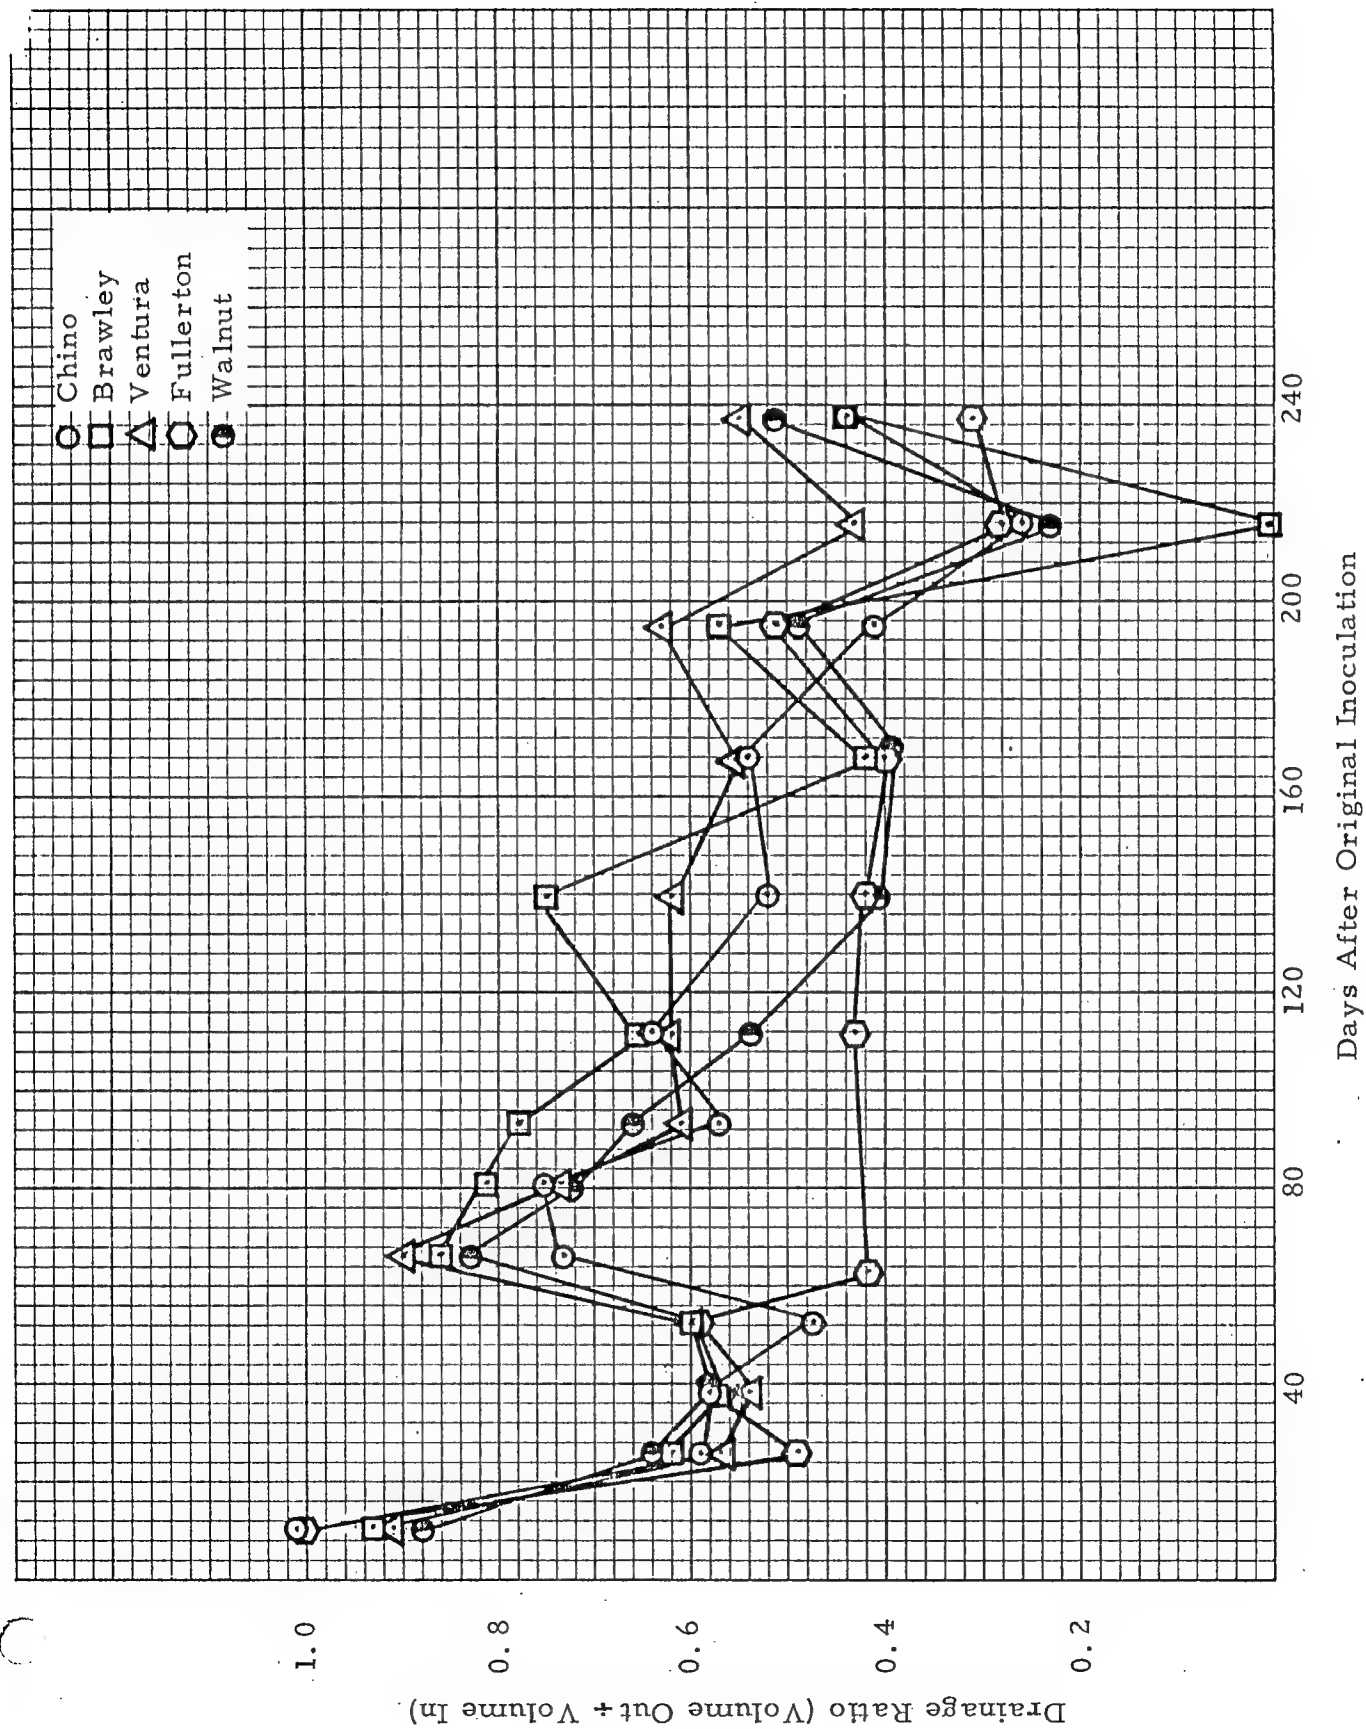 Chino
Brawley
Ventura
Fullerton
Walnut
1.0
0.8
0.6
0.4
0.2
Drainage Ratio (Volume Out ÷ Volume In)
40
80
120
160
200
240
Days After Original Inoculation